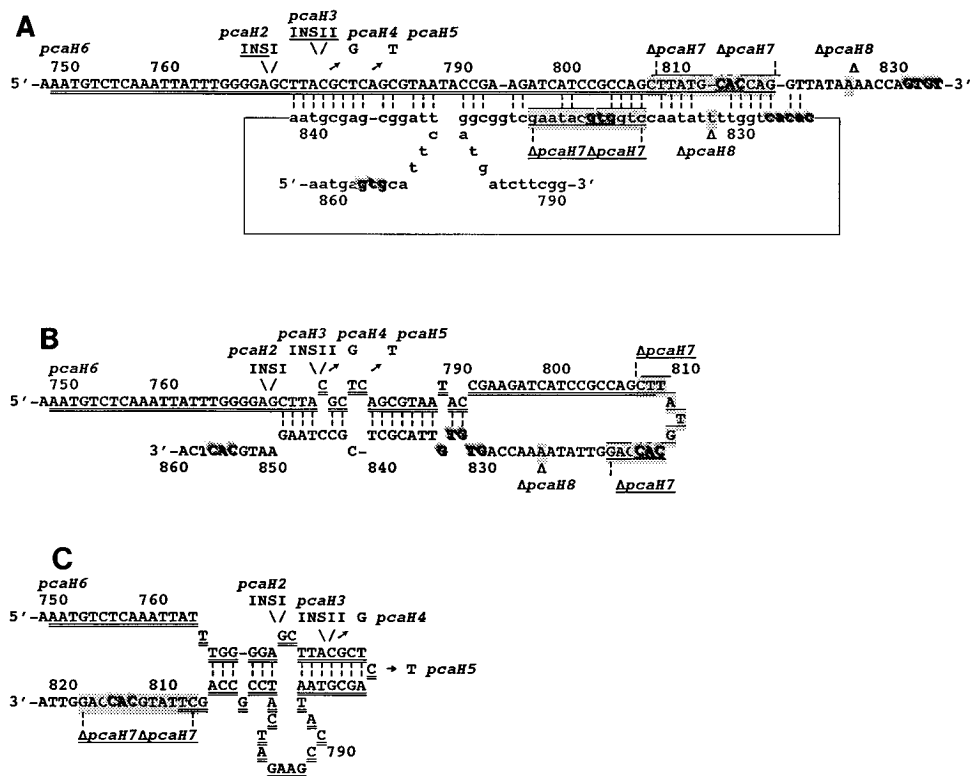 A
pcaH3
pcaH2 INSII pcaH4 pcaH5
pcaH6 INSI G T ΔpcaH7 ΔpcaH7 ΔpcaH8
750 760 790 800 810 Δ 830
5'-AAATGTCTCAAATTATTTGGGGAGCTTACGCTCAGCGTAATACCGA-AGATCATCCGCCAGCTTATG-CACCAG-GTTATAAAACCAGTGT-3'
aatgcgag-cggatt ggcggtcgaatacgtggtccaatattttggtcacac
840 c a Δ 830
t t ΔpcaH7ΔpcaH7 ΔpcaH8
t g
5'-aatgagtgca c atcttcgg-3'
860 790
B
pcaH3 pcaH4 pcaH5 ΔpcaH7
pcaH2 INSII G T
pcaH6 INSI 790 800 810
750 760 C TC T CGAAGATCATCCGCCAGCTT
5'-AAATGTCTCAAATTATTTGGGGAGCTTA GC AGCGTAA AC A
T
GAATCCG TCGCATT TG G
3'-ACTCACGTAA C- G TGACCAAAATATTGGACCAC
860 850 840 830 Δ
ΔpcaH8 ΔpcaH7
C
pcaH6 pcaH2
750 760 INSI pcaH3
5'-AAATGTCTCAAATTAT INSII G pcaH4
T GC
TGG-GGA TTACGCT
C → T pcaH5
820 810 ACC CCT AATGCGA
3'-ATTGGACCACGTATTCG G A T
C A
ΔpcaH7ΔpcaH7 T C
A C 790
GAAG